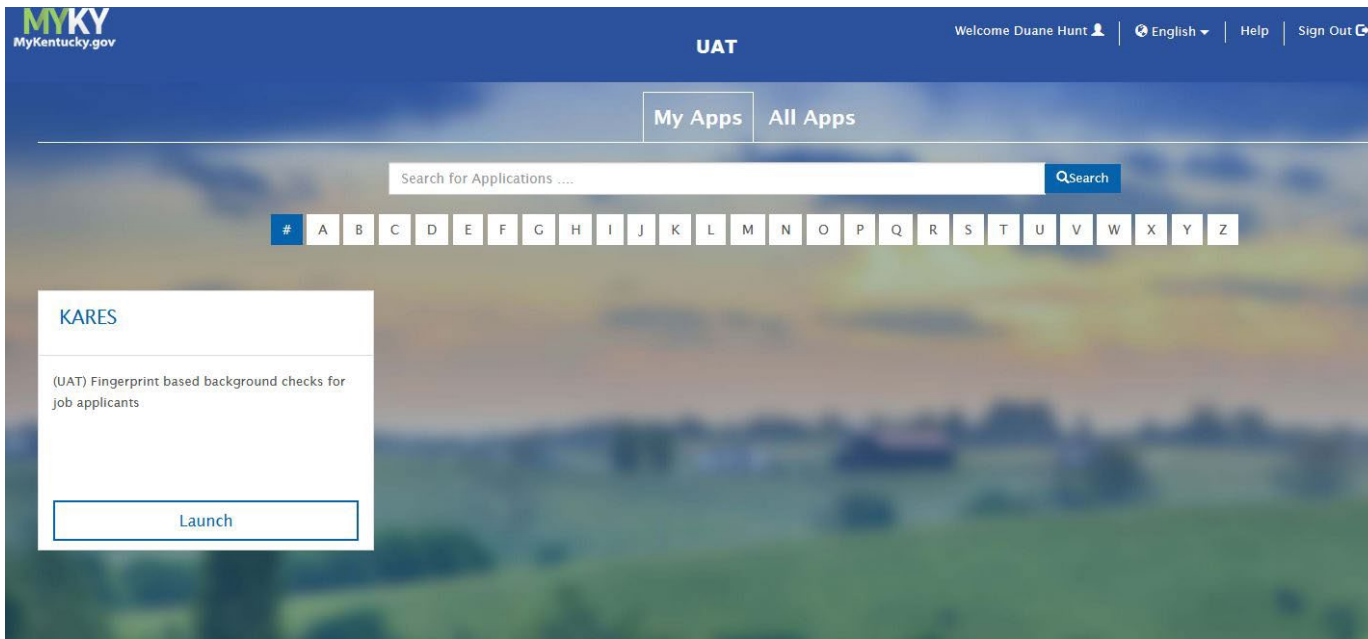 MYKY
MyKentucky.gov
UAT
Welcome Duane Hunt
English
Help
Sign Out
My Apps
All Apps
Search for Applications ....
Search
# A B C D E F G H I J K L M N O P Q R S T U V W X Y Z
KARES
(UAT) Fingerprint based background checks for
job applicants
Launch